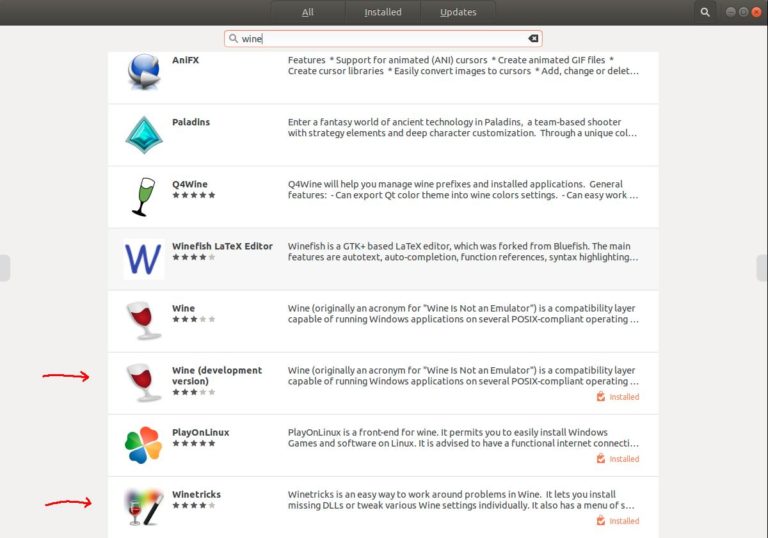 All
Installed
Updates
wine
AniFX
Features * Support for animated (ANI) cursors * Create animated GIF files *
Create cursor libraries * Easily convert images to cursors * Add, change or delet...
Paladins
Enter a fantasy world of ancient technology in Paladins, a team-based shooter
with strategy elements and deep character customization. Through a unique col...
Q4Wine
Q4Wine will help you manage wine prefixes and installed applications. General
features: - Can export Qt color theme into wine colors settings. - Can easy work ...
Winefish LaTeX Editor
Winefish is a GTK+ based LaTeX editor, which was forked from Bluefish. The main
features are autotext, auto-completion, function references, syntax highlighting...
Wine
Wine (originally an acronym for "Wine Is Not an Emulator") is a compatibility layer
capable of running Windows applications on several POSIX-compliant operating ...
Wine (development
version)
Wine (originally an acronym for "Wine Is Not an Emulator") is a compatibility layer
capable of running Windows applications on several POSIX-compliant operating ...
Installed
PlayOnLinux
PlayOnLinux is a front-end for wine. It permits you to easily install Windows
Games and software on Linux. It is advised to have a functional internet connecti...
Installed
Winetricks
Winetricks is an easy way to work around problems in Wine. It lets you install
missing DLLs or tweak various Wine settings individually. It also has a menu of s...
Installed